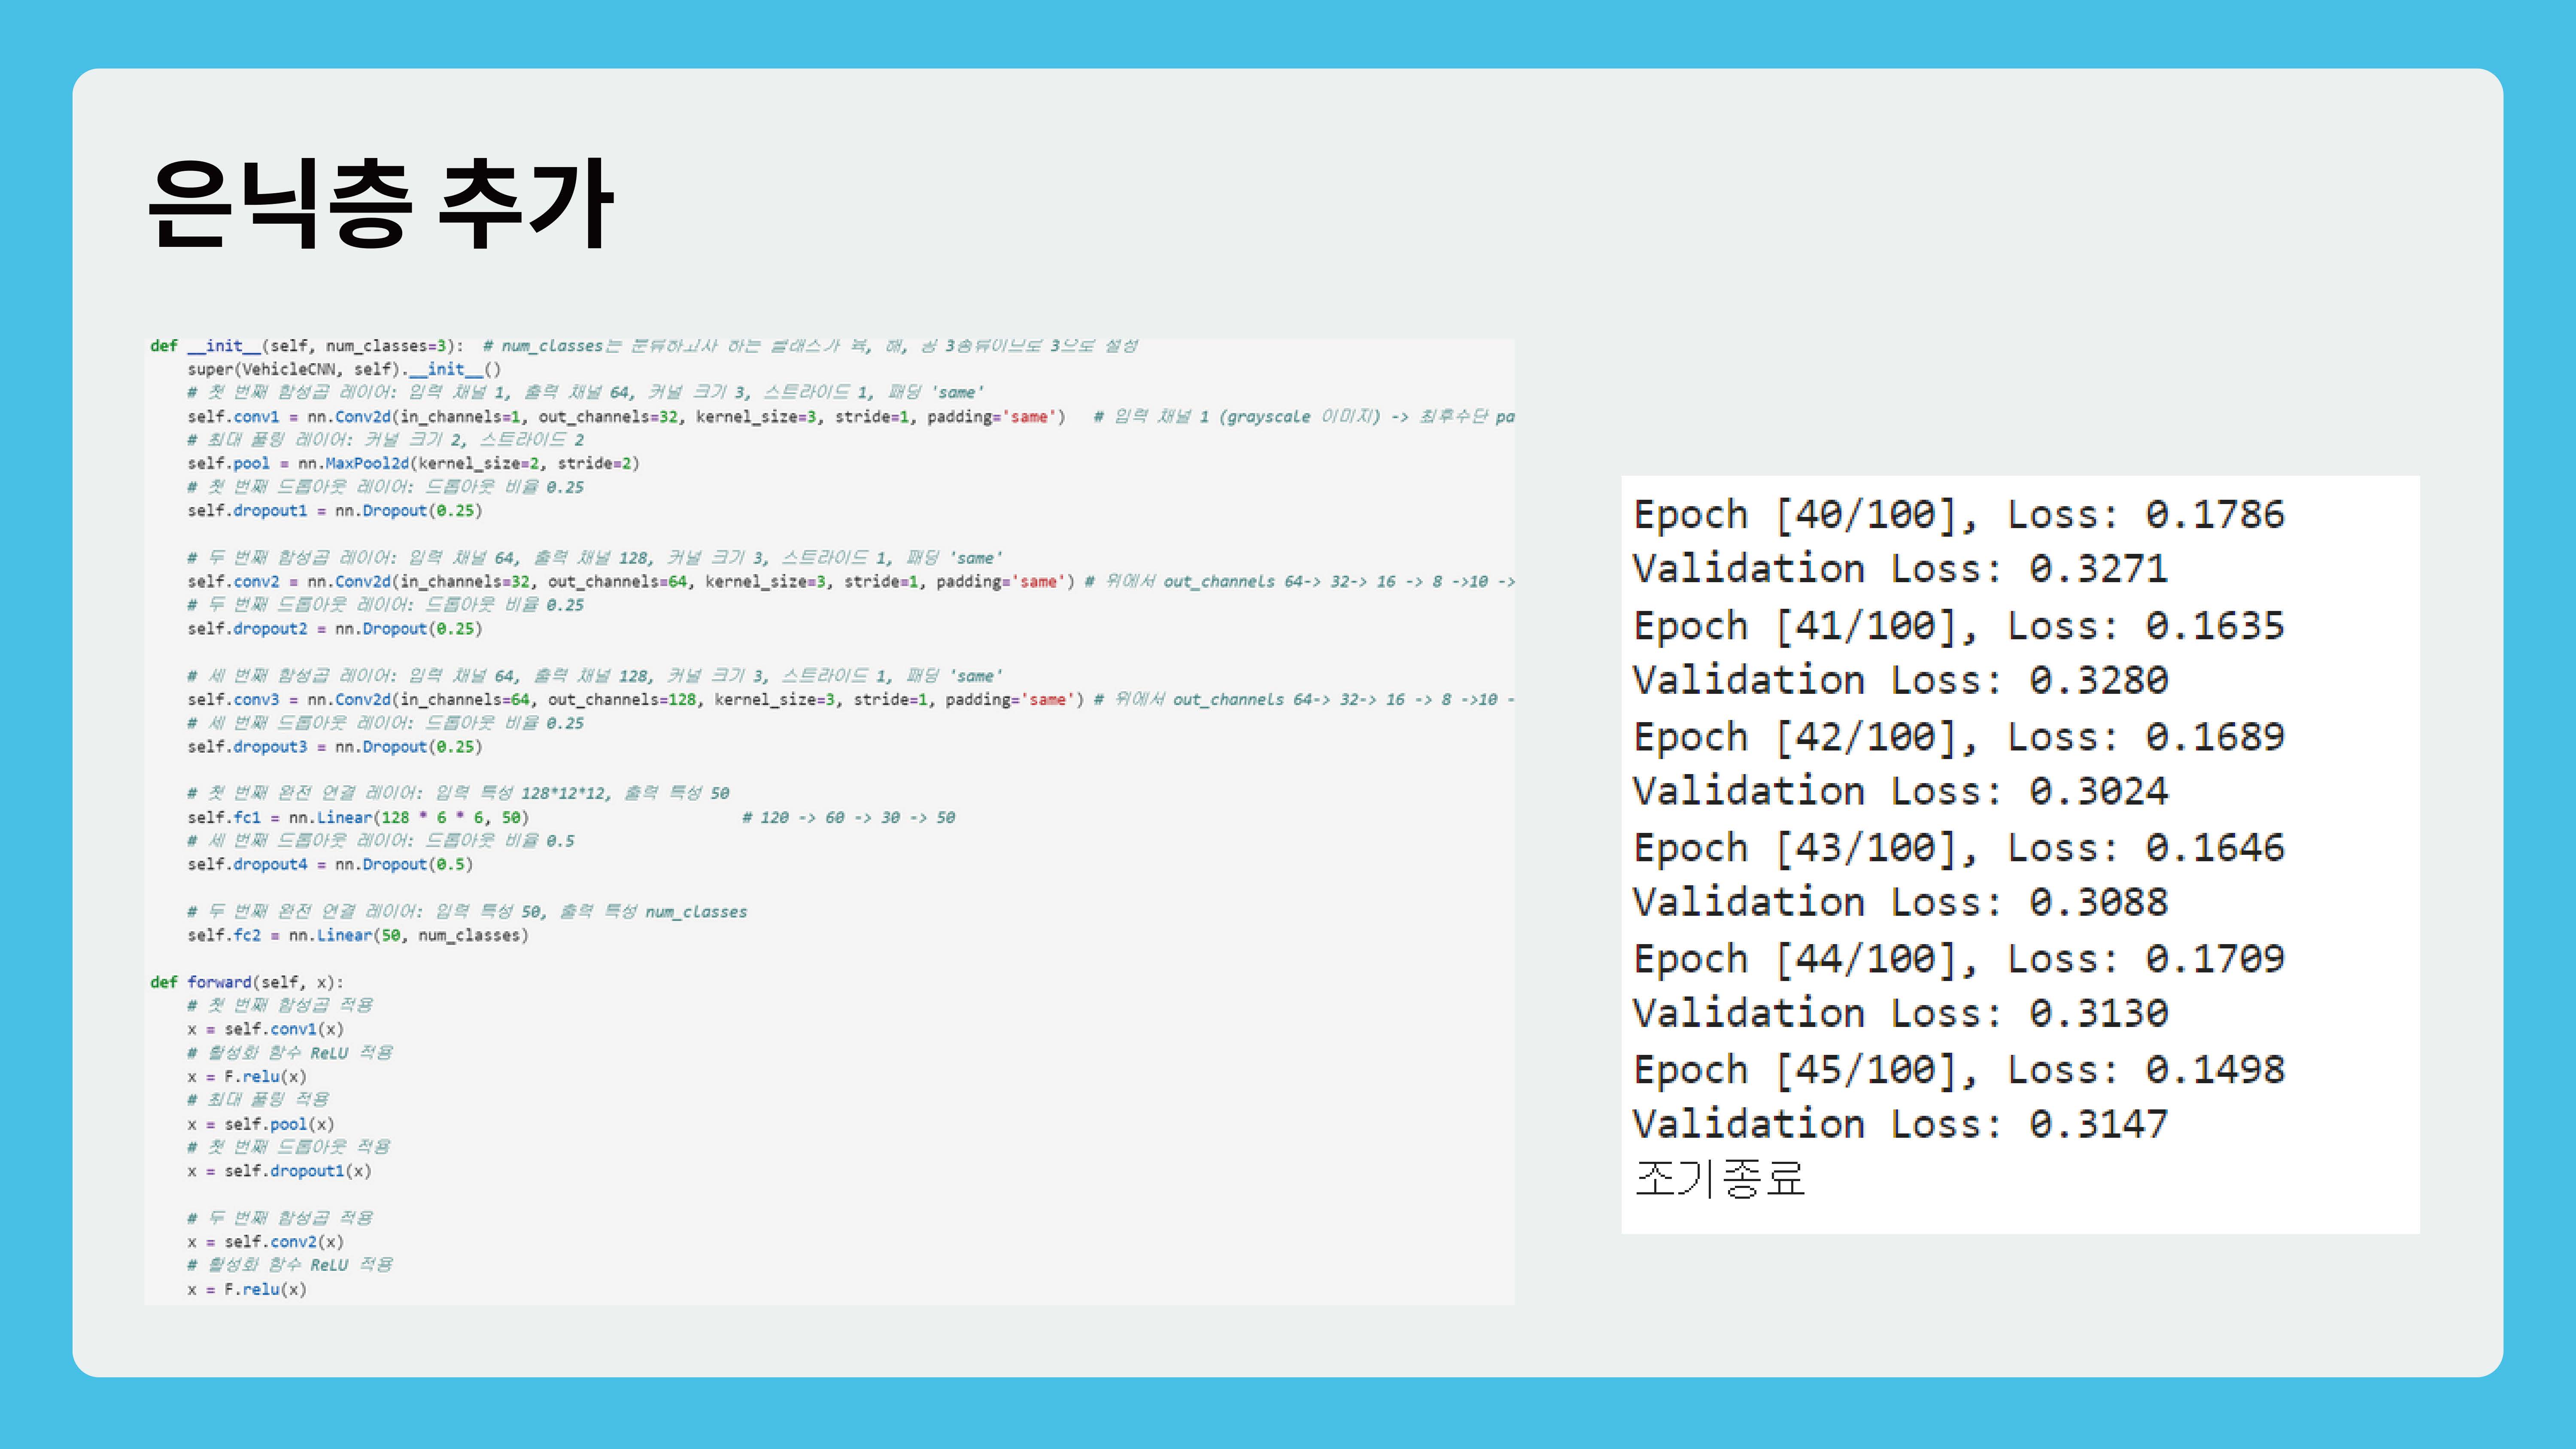 은닉층 추가
def __init__(self, num_classes=3):  # num_classes는 분류하고사 하는 클래스가 육, 해, 공 3종류이므로 3으로 설정
    super(VehicleCNN, self).__init__()
    # 첫 번째 합성곱 레이어: 입력 채널 1, 출력 채널 64, 커널 크기 3, 스트라이드 1, 패딩 'same'
    self.conv1 = nn.Conv2d(in_channels=1, out_channels=32, kernel_size=3, stride=1, padding='same')   # 입력 채널 1 (grayscale 이미지) -> 최후수단 pa
    # 최대 풀링 레이어: 커널 크기 2, 스트라이드 2
    self.pool = nn.MaxPool2d(kernel_size=2, stride=2)
    # 첫 번째 드롭아웃 레이어: 드롭아웃 비율 0.25
    self.dropout1 = nn.Dropout(0.25)
    # 두 번째 합성곱 레이어: 입력 채널 64, 출력 채널 128, 커널 크기 3, 스트라이드 1, 패딩 'same'
    self.conv2 = nn.Conv2d(in_channels=32, out_channels=64, kernel_size=3, stride=1, padding='same') # 위에서 out_channels 64-> 32-> 16 -> 8 ->10 ->
    # 두 번째 드롭아웃 레이어: 드롭아웃 비율 0.25
    self.dropout2 = nn.Dropout(0.25)
    # 세 번째 합성곱 레이어: 입력 채널 64, 출력 채널 128, 커널 크기 3, 스트라이드 1, 패딩 'same'
    self.conv3 = nn.Conv2d(in_channels=64, out_channels=128, kernel_size=3, stride=1, padding='same') # 위에서 out_channels 64-> 32-> 16 -> 8 ->10 -
    # 세 번째 드롭아웃 레이어: 드롭아웃 비율 0.25
    self.dropout3 = nn.Dropout(0.25)
    # 첫 번째 완전 연결 레이어: 입력 특성 128*12*12, 출력 특성 50
    self.fc1 = nn.Linear(128 * 6 * 6, 50)                       # 120 -> 60 -> 30 -> 50
    # 세 번째 드롭아웃 레이어: 드롭아웃 비율 0.5
    self.dropout4 = nn.Dropout(0.5)
    # 두 번째 완전 연결 레이어: 입력 특성 50, 출력 특성 num_classes
    self.fc2 = nn.Linear(50, num_classes)
def forward(self, x):
    # 첫 번째 합성곱 적용
    x = self.conv1(x)
    # 활성화 함수 ReLU 적용
    x = F.relu(x)
    # 최대 풀링 적용
    x = self.pool(x)
    # 첫 번째 드롭아웃 적용
    x = self.dropout1(x)
    # 두 번째 합성곱 적용
    x = self.conv2(x)
    # 활성화 함수 ReLU 적용
    x = F.relu(x)
Epoch [40/100], Loss: 0.1786
Validation Loss: 0.3271
Epoch [41/100], Loss: 0.1635
Validation Loss: 0.3280
Epoch [42/100], Loss: 0.1689
Validation Loss: 0.3024
Epoch [43/100], Loss: 0.1646
Validation Loss: 0.3088
Epoch [44/100], Loss: 0.1709
Validation Loss: 0.3130
Epoch [45/100], Loss: 0.1498
Validation Loss: 0.3147
조기종료